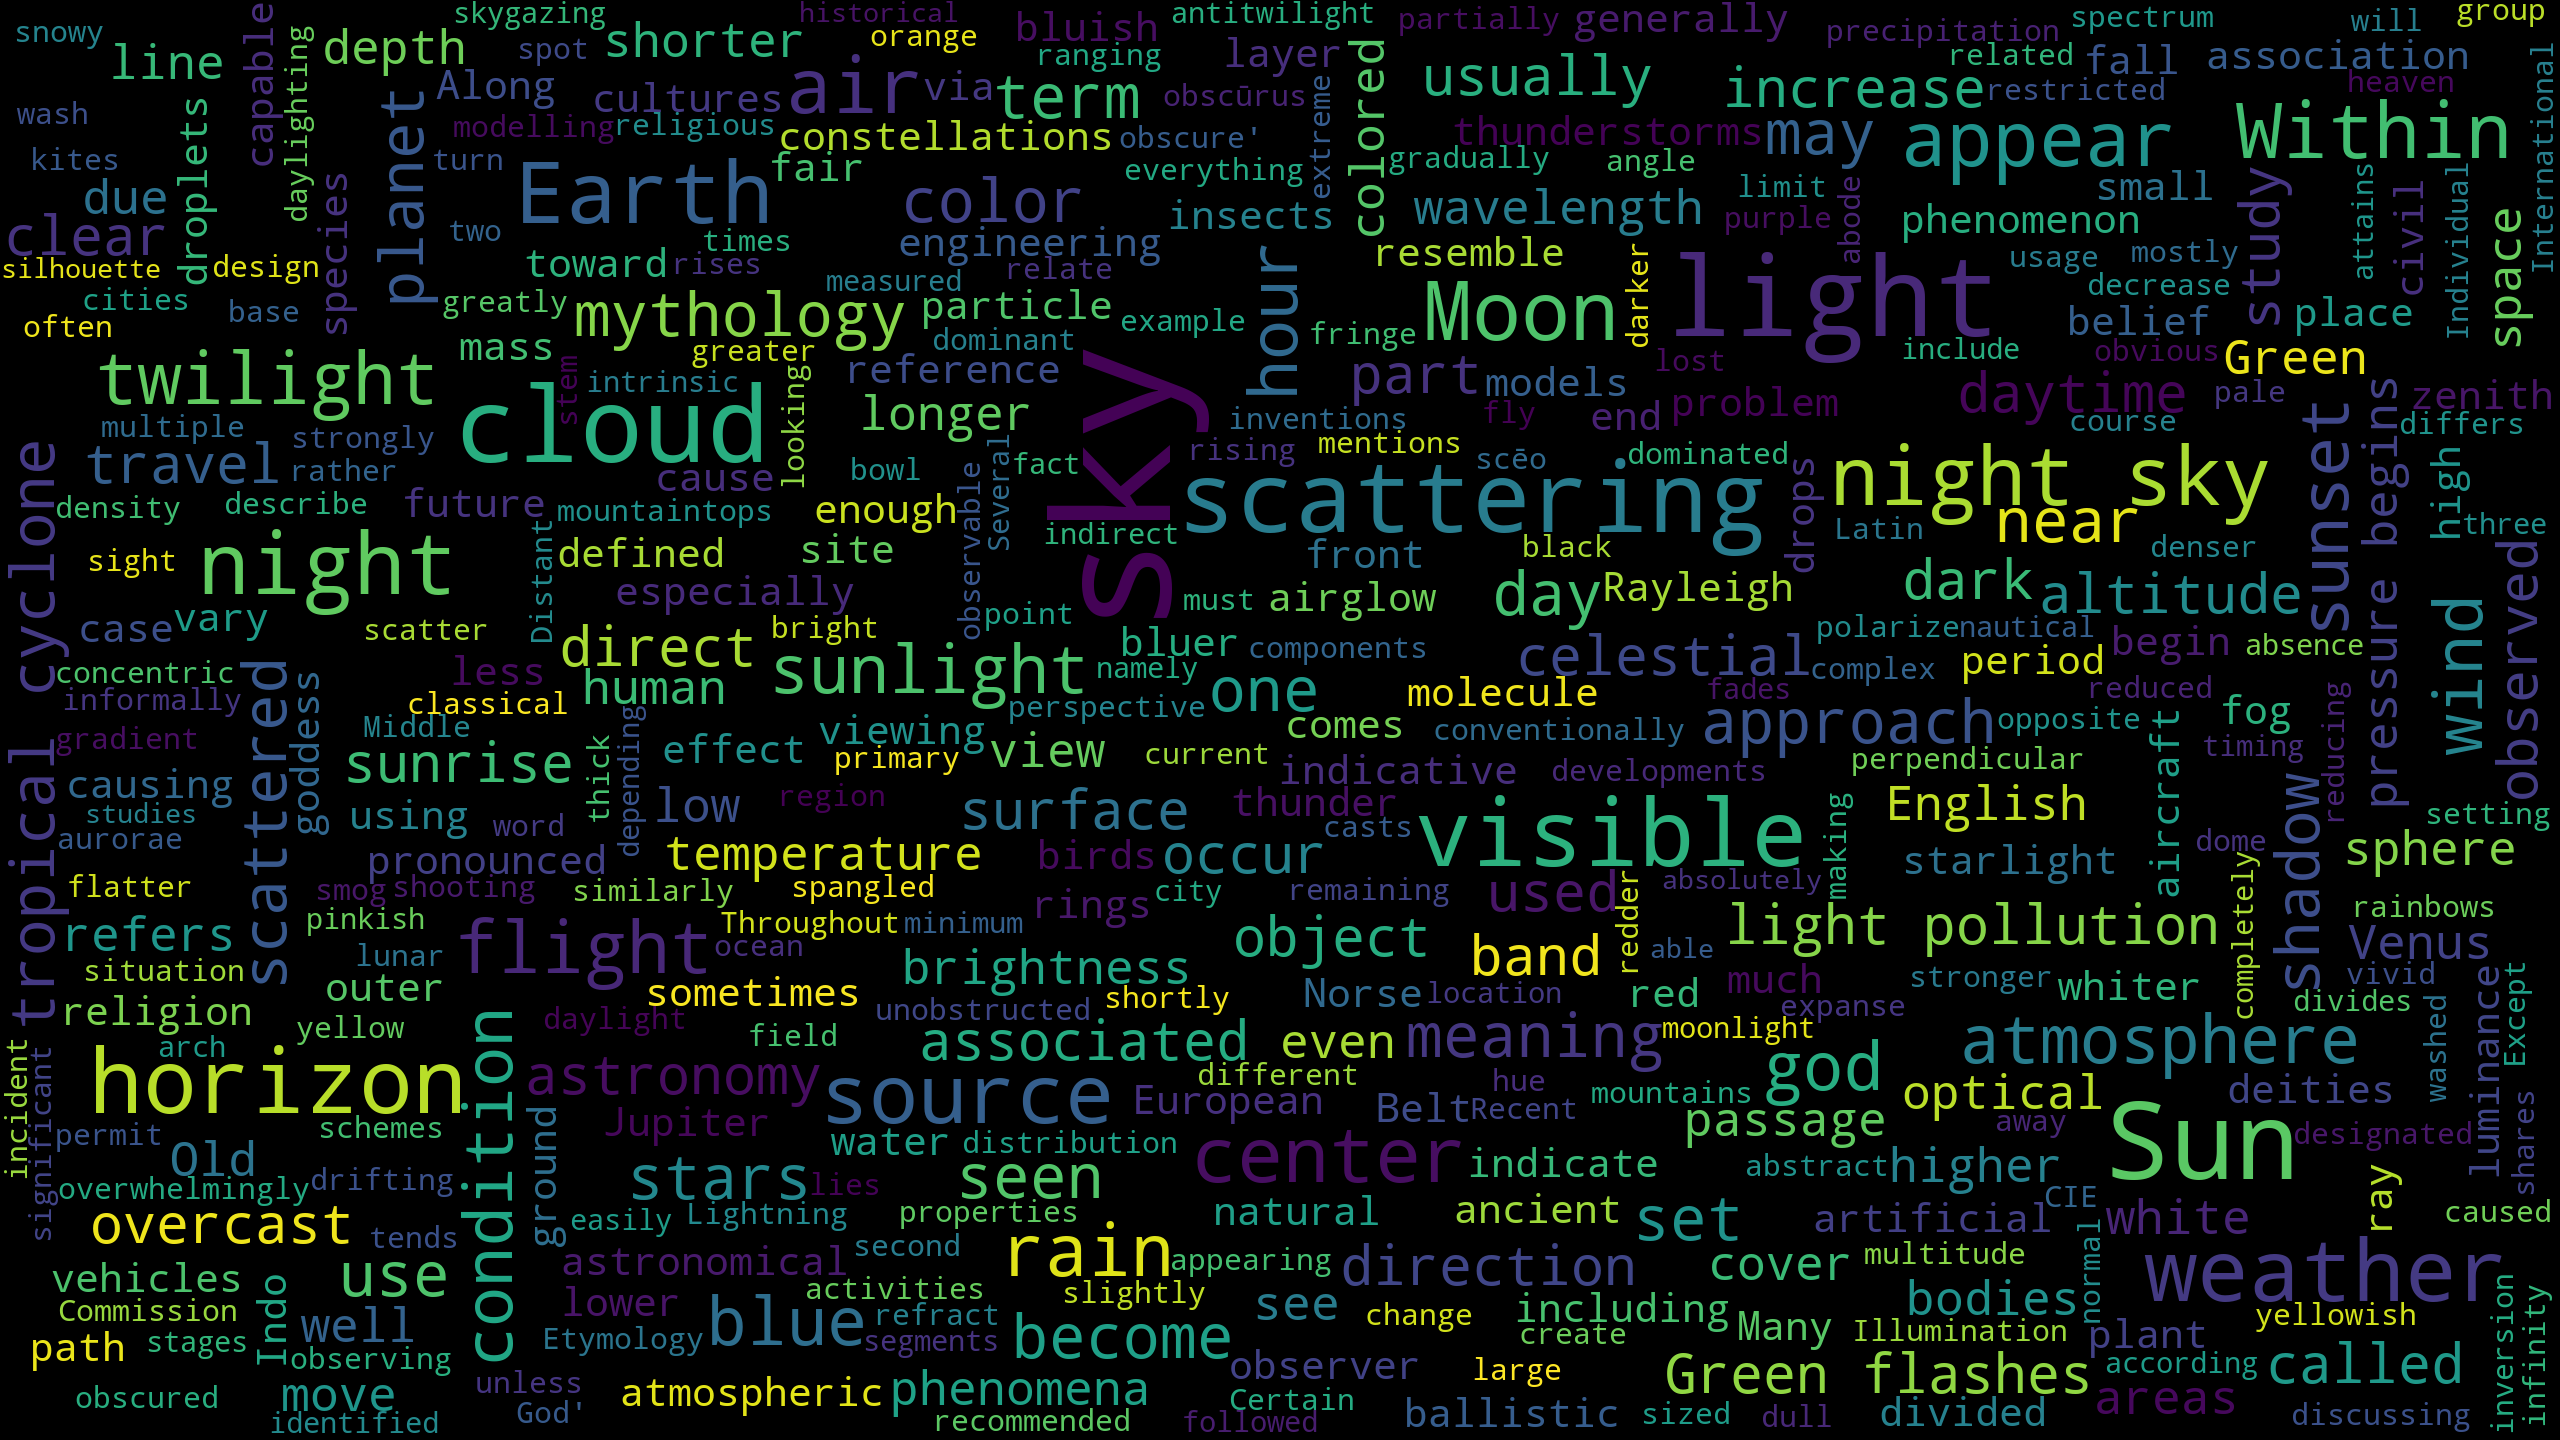 snowy
skygazing
historical
antitwilight
partially
generally
spectrum
will
group
line
capable
daylighting
depth
spot
shorter
orange
bluish
ranging
layer
colored
precipitation
related
fall
association
heaven
International
wash
droplets
planet
Along
cultures
air
via
term
obscūrus
extreme
usually
increase
restricted
Within
kites
modelling
religious
constellations
obscure'
thunderstorms
may
appear
due
species
turn
Earth
fair
everything
gradually
angle
small
study
attains
civil
Individual
space
clear
two
times
color
engineering
insects
wavelength
limit
purple
abode
phenomenon
silhouette
design
toward
rises
measured
relate
hour
resemble
darker
light
usage
mostly
cities
base
greatly
mythology
particle
example
fringe
Moon
decrease
belief
place
often
mass
greater
dominant
include
obvious
Green
twilight
cloud
stem
intrinsic
looking
reference
sky
part
models
lost
problem
daytime
pale
zenith
multiple
strongly
longer
inventions
fly
end
course
sunset
pressure begins
differs
tropical cyclone
travel
rather
cause
bowl
observable
Several
fact
rising
mentions
scēo
dominated
night sky
high
density
describe
future
mountaintops
enough
indirect
scattering
drops
Latin
near
three
sight
night
Distant
defined
site
front
black
denser
observed
case
vary
scatter
especially
point
must
airglow
day
Rayleigh
dark
altitude
wind
concentric
scattered
goddess
less
direct
bright
sunlight
bluer
namely
components
celestial
polarize
nautical
complex
begin
absence
period
informally
classical
human
perspective
one
molecule
fades
reduced
reducing
gradient
Middle
thick
depending
effect
viewing
primary
view
current
comes
conventionally
approach
opposite
aircraft
fog
timing
causing
sunrise
region
indicative
developments
perpendicular
shadow
studies
using
word
low
surface
thunder
casts
visible
making
English
setting
aurorae
pronounced
temperature
birds
occur
starlight
dome
sphere
flatter
smog
shooting
similarly
spangled
rings
city
remaining
used
absolutely
redder
completely
rainbows
refers
pinkish
flight
Throughout
minimum
object
band
light pollution
Venus
situation
lunar
ocean
brightness
able
stronger
vivid
luminance
religion
outer
sometimes
unobstructed
shortly
Norse
location
red
much
expanse
whiter
divides
Except
yellow
condition
daylight
field
associated
even
meaning
moonlight
atmosphere
washed
incident
significant
arch
horizon
astronomy
source
different
hue
mountains
god
optical
deities
shares
permit
schemes
ground
Jupiter
water
distribution
European
Belt
Recent
passage
away
Sun
designated
Old
overwhelmingly
drifting
stars
lies
seen
center
indicate
abstract
higher
CIE
ray
overcast
tends
easily
Lightning
properties
natural
ancient
set
artificial
normal
white
caused
vehicles
Indo
use
astronomical
second
rain
appearing
direction
cover
multitude
weather
inversion
infinity
Commission
lower
activities
slightly
bodies
path
stages
well
observing
Etymology
blue
refract
segments
become
see
change
including
create
Many
Illumination
plant
yellowish
obscured
move
unless
atmospheric
phenomena
observer
large
Green flashes
according
called
identified
God'
recommended
followed
Certain
ballistic
sized
dull
divided
areas
discussing